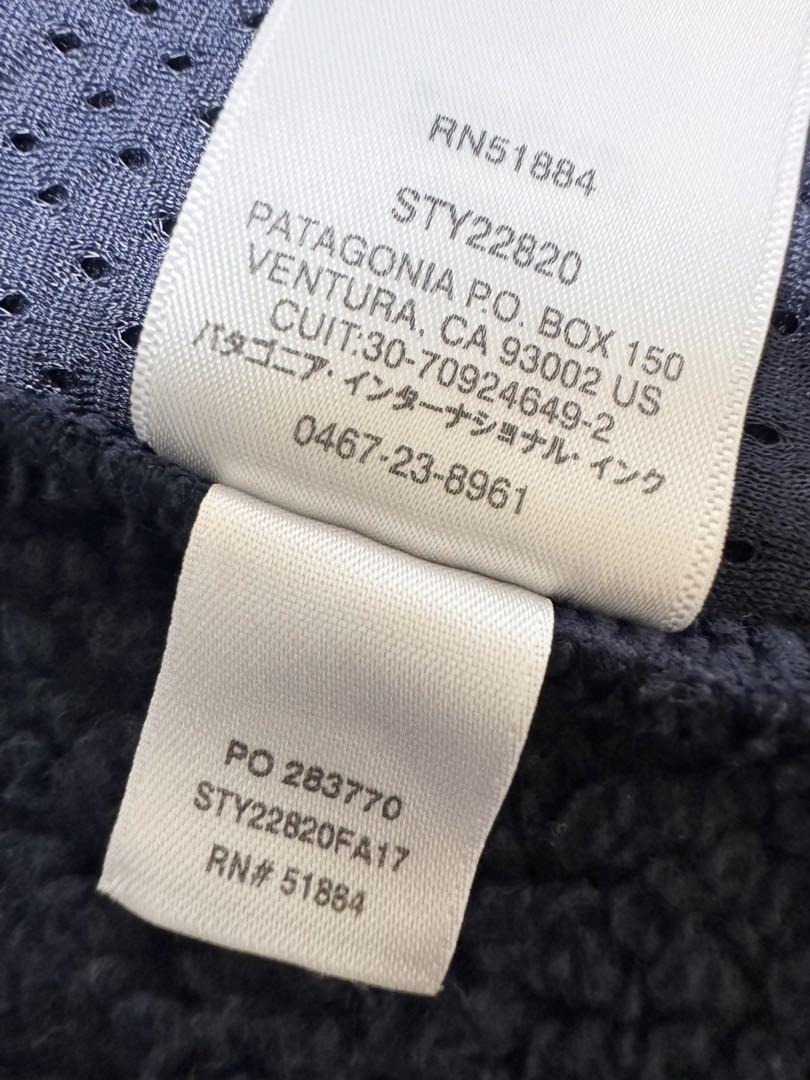 RN51884
STY22820
PATAGONIA P.O. BOX 150
VENTURA, CA 93002 US
CUIT:30-70924649-2
パタゴニア・インターナショナル・インク
0467-23-8961
PO 283770
STY22820FA17
RN# 51884